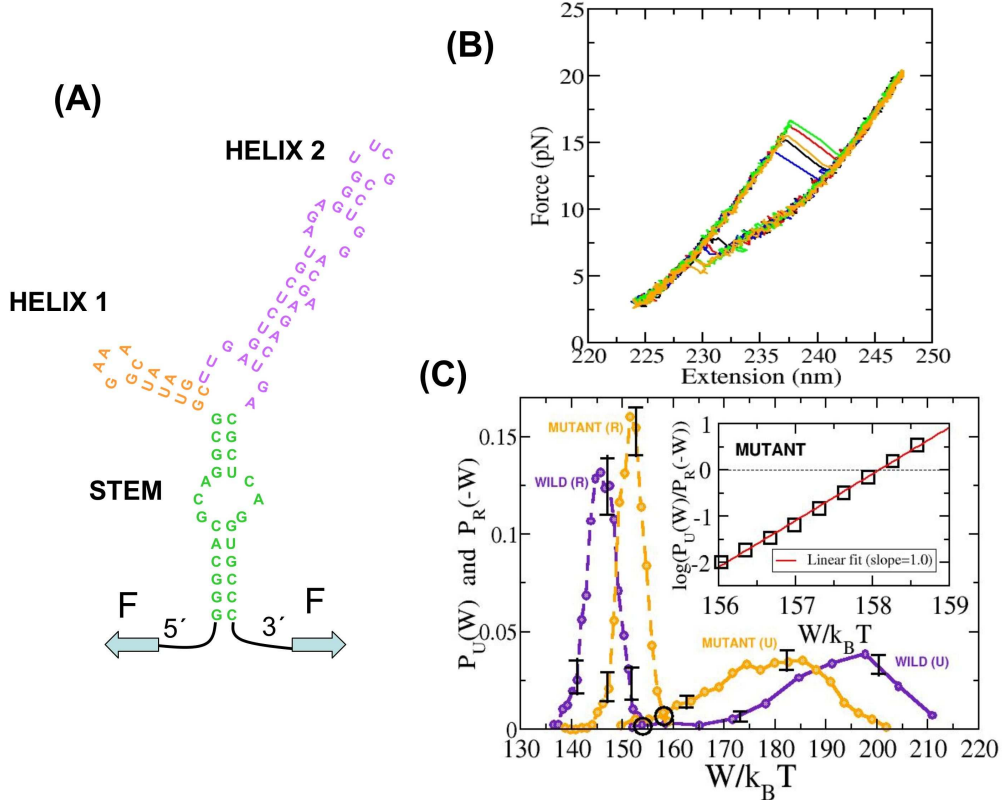 (A)
HELIX 2
HELIX 1
STEM
F
F
5´
3´
(B)
25
20
15
10
5
0
Force (pN)
220
225
230
235
240
245
250
Extension (nm)
(C)
0.15
0.1
0.05
0
P_U(W) and P_R(-W)
MUTANT (R)
WILD (R)
MUTANT (U)
WILD (U)
130 140 150 160 170 180 190 200 210 220
W/k_BT
MUTANT
1
0
-1
-2
log(P_U(W)/P_R(-W))
Linear fit (slope=1.0)
156 157 158 159
W/k_BT